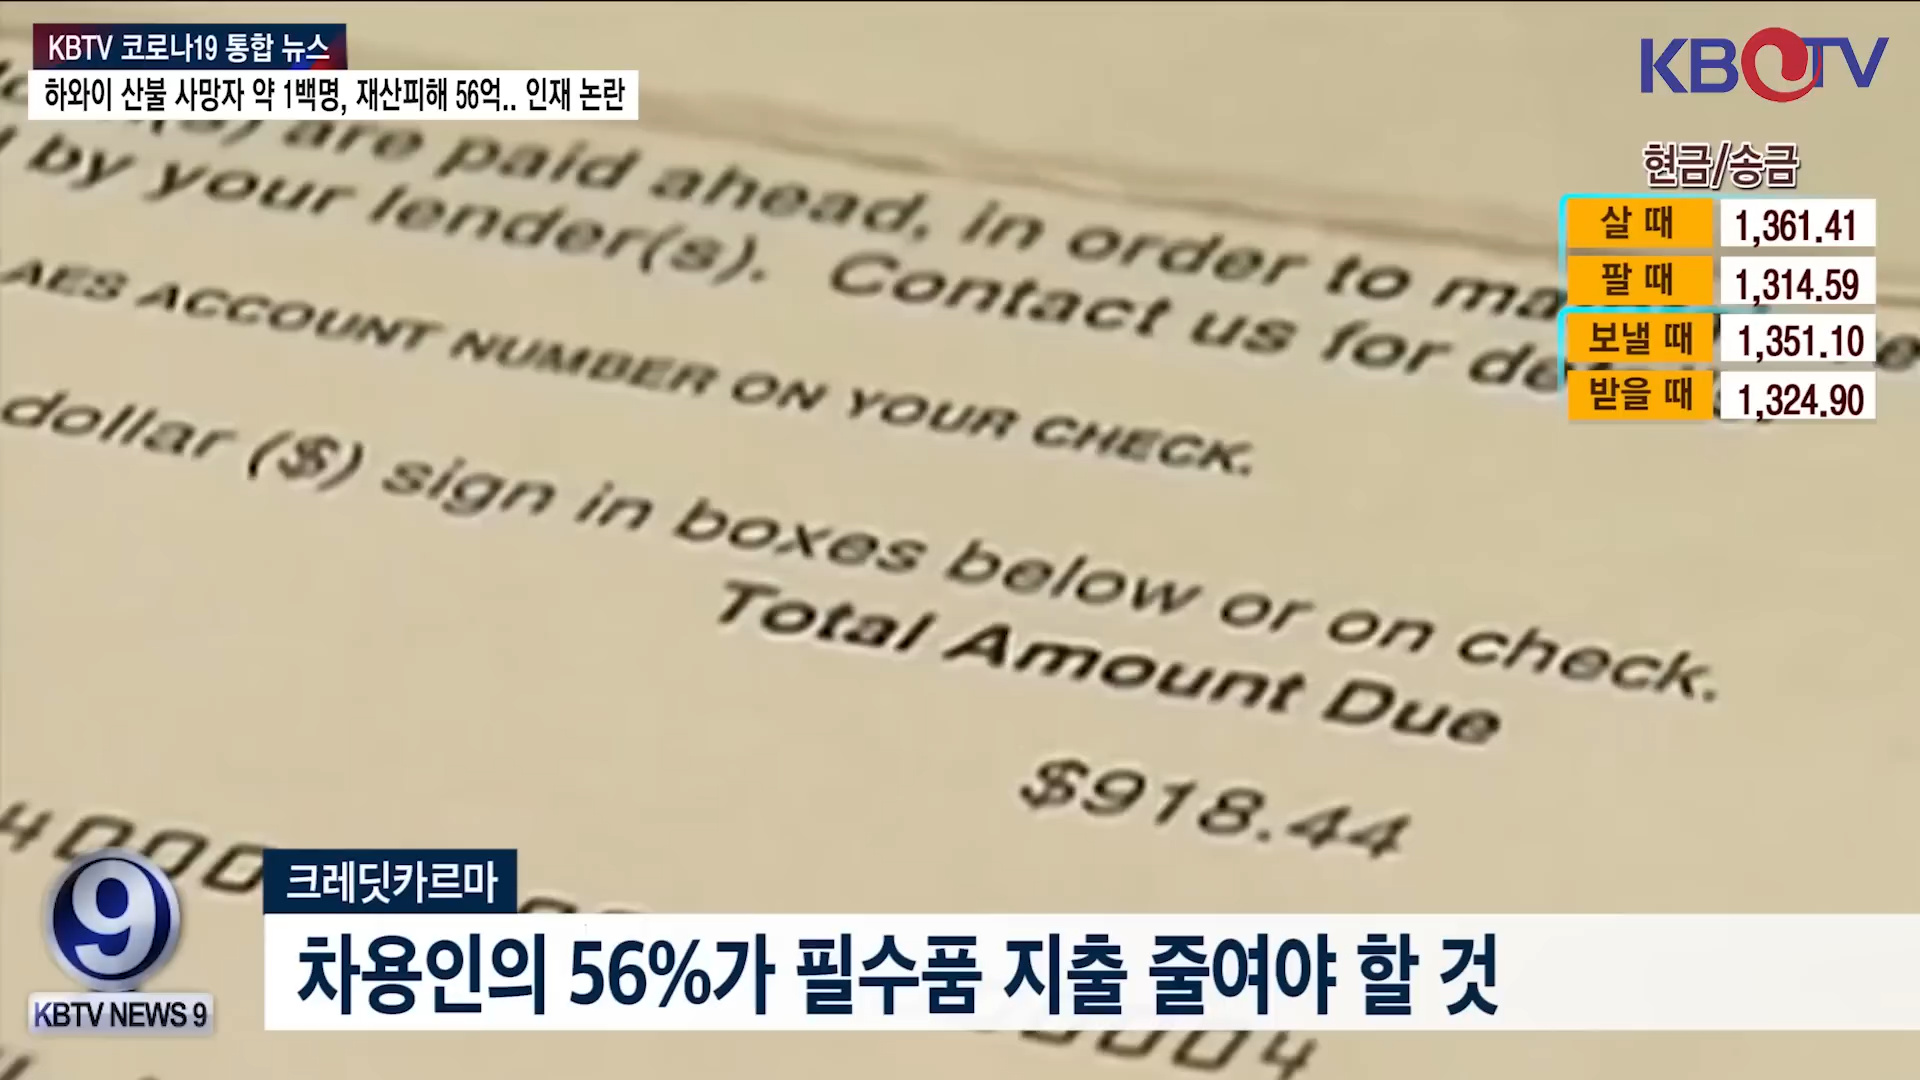 KBTV 코로나19 통합 뉴스
하와이 산불 사망자 약 1백명, 재산피해 56억.. 인재 논란
KBTV
현금/송금
살 때 1,361.41
팔 때 1,314.59
보낼 때 1,351.10
받을 때 1,324.90
are paid ahead, in order to
by your lender(s). Contact us for
AES ACCOUNT NUMBER ON YOUR CHECK.
dollar ($) sign in boxes below or on check.
Total Amount Due
$918.44
9
KBTV NEWS 9
크레딧카르마
차용인의 56%가 필수품 지출 줄여야 할 것